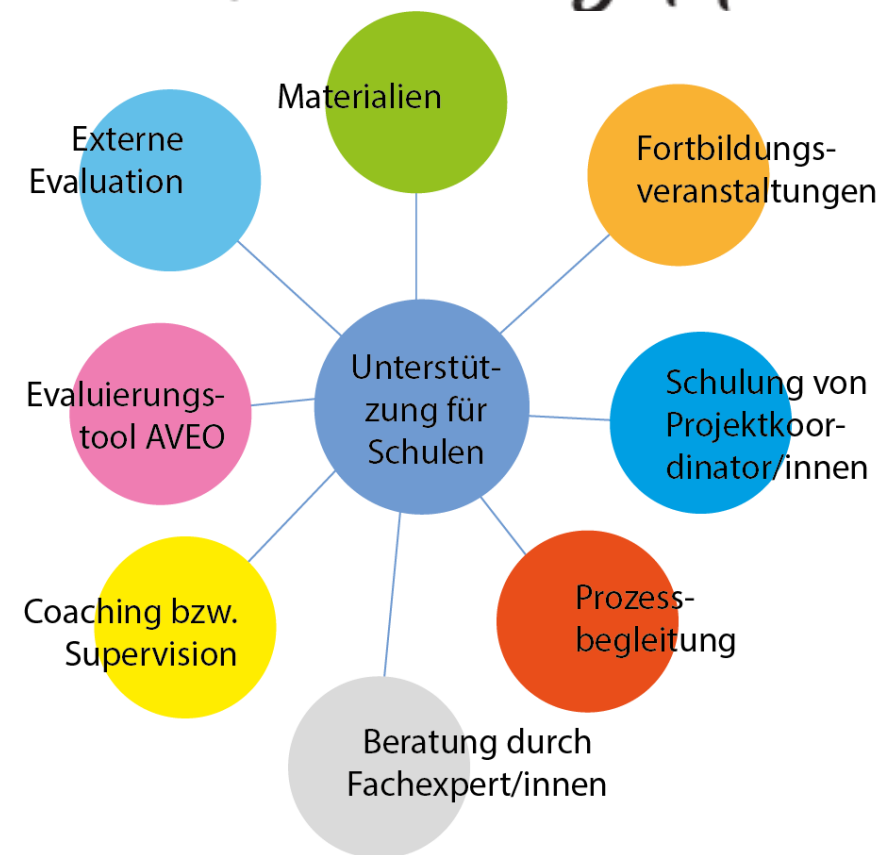 Materialien
Fortbildungs-
veranstaltungen
Externe
Evaluation
Unterstüt-
zung für
Schulen
Schulung von
Projektkoor-
dinator/innen
Evaluierungs-
tool AVEO
Prozess-
begleitung
Coaching bzw.
Supervision
Beratung durch
Fachexpert/innen